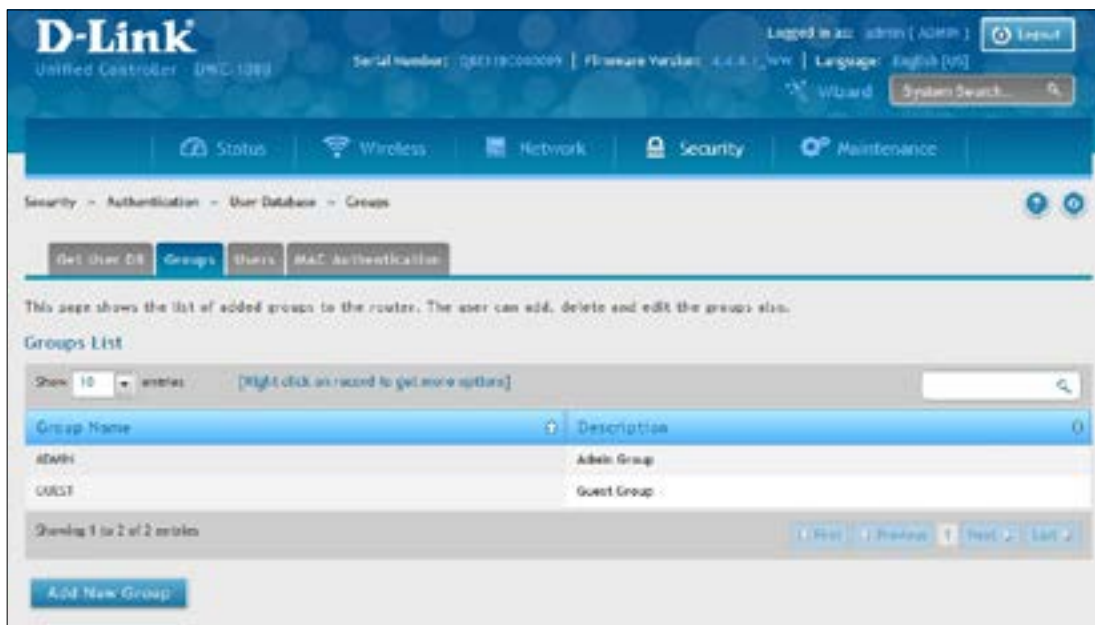 D-Link
Logged in as: admin ( ADMIN )
Logout
Unified Controller - DWC-1000
Serial Number: | Firmware Version: | Language: English [US]
Wizard
System Search...
Status
Wireless
Network
Security
Maintenance
Security
Authentication
User Database
Groups
Get User DB
Groups
Users
MAC Authentication
This page shows the list of added groups to the router. The user can add, delete and edit the groups also.
Groups List
Show 10 entries
[Right click on record to get more options]
Group Name
Description
ADMIN
Admin Group
GUEST
Guest Group
Showing 1 to 2 of 2 entries
First
Previous
1
Next
Last
Add New Group